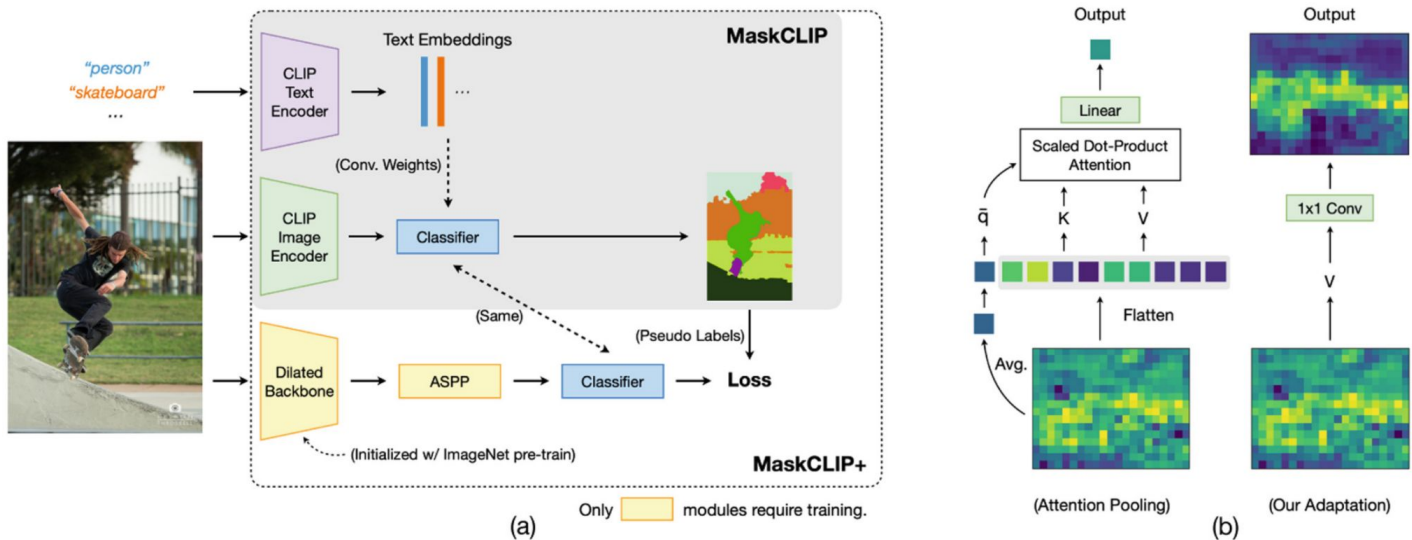 “person”
“skateboard”
...
CLIP
Text
Encoder
Text Embeddings
...
MaskCLIP
(Conv. Weights)
CLIP
Image
Encoder
Classifier
(Same)
(Pseudo Labels)
Dilated
Backbone
ASPP
Classifier
Loss
(Initialized w/ ImageNet pre-train)
MaskCLIP+
Only modules require training.
(a)
Output
Linear
Scaled Dot-Product
Attention
q̄
K
V
Flatten
Avg.
(Attention Pooling)
Output
1x1 Conv
V
(Our Adaptation)
(b)